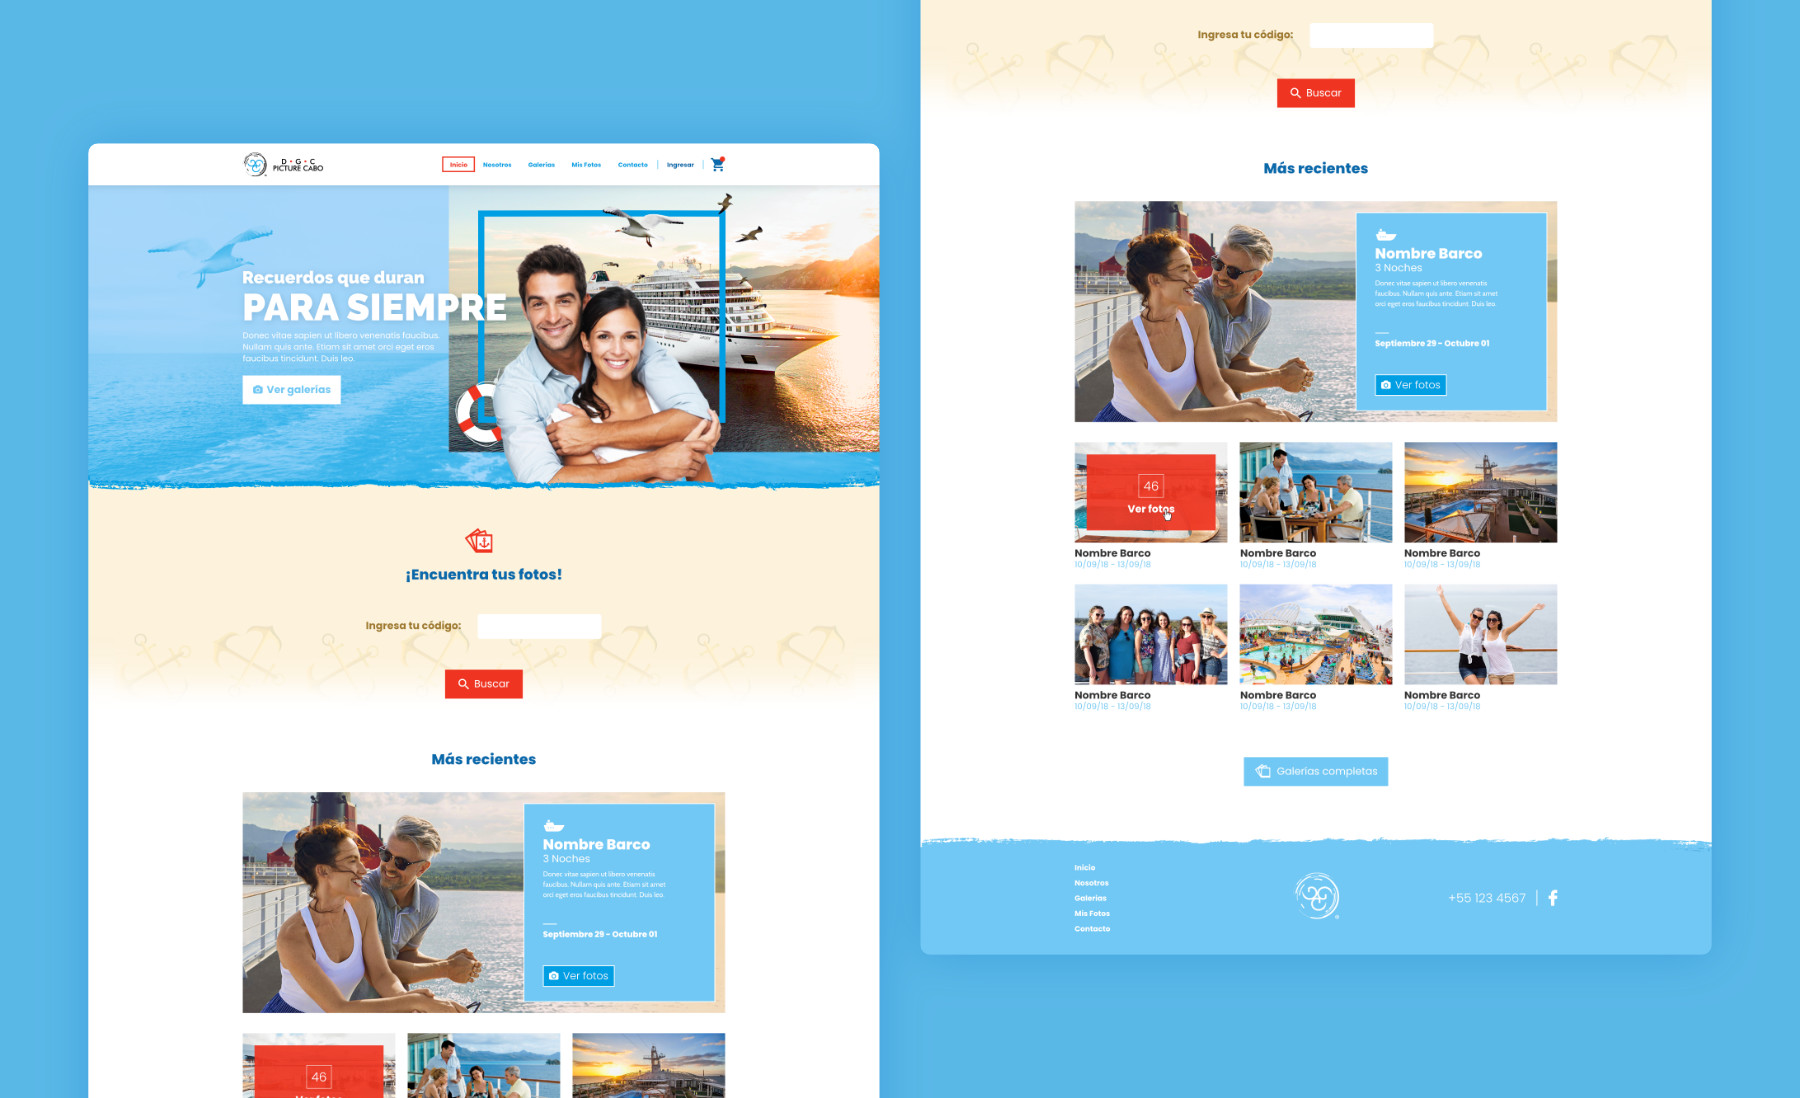 D • G • C
PICTURE CABO
Inicio
Nosotros
Galerías
Mis Fotos
Contacto
Ingresar
Recuerdos que duran
PARA SIEMPRE
Donec vitae sapien ut libero venenatis faucibus.
Nullam quis ante. Etiam sit amet orci eget eros
faucibus tincidunt. Duis leo.
Ver galerías
¡Encuentra tus fotos!
Ingresa tu código:
Buscar
Más recientes
Nombre Barco
3 Noches
Donec vitae sapien ut libero venenatis
faucibus. Nullam quis ante. Etiam sit amet
orci eget eros faucibus tincidunt. Duis leo.
Septiembre 29 - Octubre 01
Ver fotos
46
Ver fotos
Ingresa tu código:
Buscar
Más recientes
Nombre Barco
3 Noches
Donec vitae sapien ut libero venenatis
faucibus. Nullam quis ante. Etiam sit amet
orci eget eros faucibus tincidunt. Duis leo.
Septiembre 29 - Octubre 01
Ver fotos
46
Ver fotos
Nombre Barco
10/09/18 - 13/09/18
Nombre Barco
10/09/18 - 13/09/18
Nombre Barco
10/09/18 - 13/09/18
Nombre Barco
10/09/18 - 13/09/18
Nombre Barco
10/09/18 - 13/09/18
Nombre Barco
10/09/18 - 13/09/18
Galerías completas
Inicio
Nosotros
Galerías
Mis Fotos
Contacto
+55 123 4567